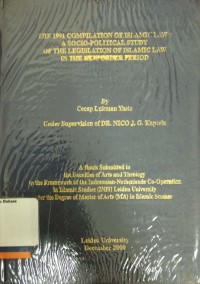 THE 1991 COMPILATION OF ISLAMIC LAW
A SOCIO-POLITICAL STUDY
OF THE LEGISLATION OF ISLAMIC LAW
IN THE NEW ORDER PERIOD
By
Cecep Lukman Yasin
Under Supervision of DR. NICO J. G. Kaptein
A Thesis Submitted to
the Faculties of Arts and Theology
in the Framework of the Indonesian-Netherlands Co-Operation
in Islamic Studies (INIS) Leiden University
for the Degree of Master of Arts (MA) in Islamic Studies
Leiden University
December 2000